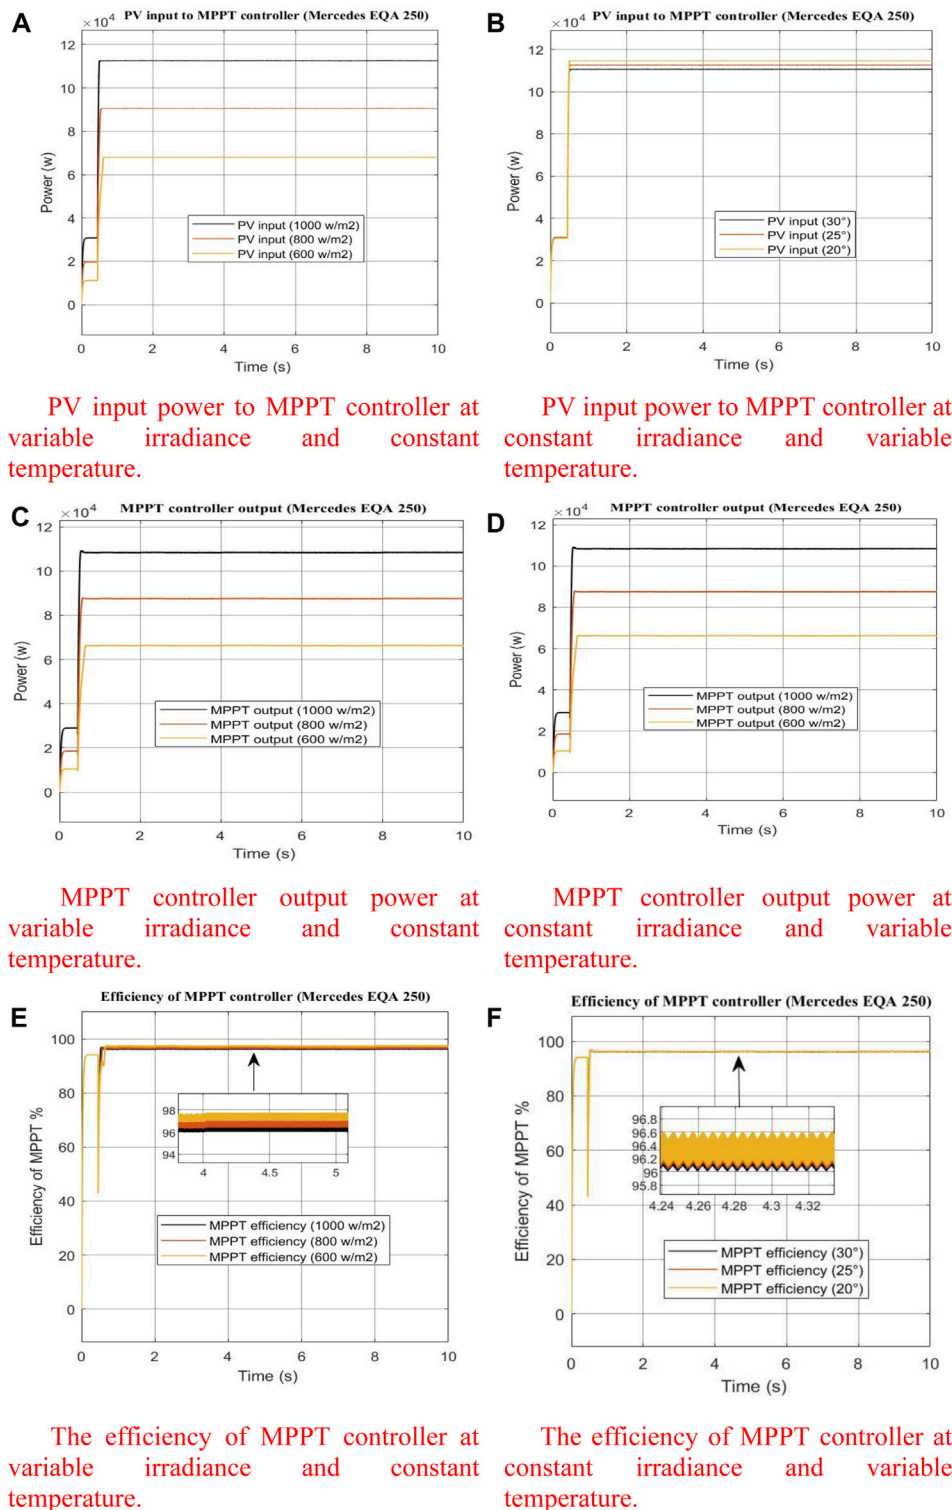 A
PV input to MPPT controller (Mercedes EQA 250)
×10⁴
12
10
8
6
4
2
0
Power (w)
PV input (1000 w/m2)
PV input (800 w/m2)
PV input (600 w/m2)
0 2 4 6 8 10
Time (s)
B
PV input to MPPT controller (Mercedes EQA 250)
×10⁴
12
10
8
6
4
2
0
Power (w)
PV input (30°)
PV input (25°)
PV input (20°)
0 2 4 6 8 10
Time (s)
PV input power to MPPT controller at
variable irradiance and constant
temperature.
PV input power to MPPT controller at
constant irradiance and variable
temperature.
C
MPPT controller output (Mercedes EQA 250)
×10⁴
12
10
8
6
4
2
0
Power (w)
MPPT output (1000 w/m2)
MPPT output (800 w/m2)
MPPT output (600 w/m2)
0 2 4 6 8 10
Time (s)
D
MPPT controller output (Mercedes EQA 250)
×10⁴
12
10
8
6
4
2
0
Power (w)
MPPT output (1000 w/m2)
MPPT output (800 w/m2)
MPPT output (600 w/m2)
0 2 4 6 8 10
Time (s)
MPPT controller output power at
variable irradiance and constant
temperature.
MPPT controller output power at
constant irradiance and variable
temperature.
E
Efficiency of MPPT controller (Mercedes EQA 250)
100
80
60
40
20
0
Efficiency of MPPT %
98
96
94
4 4.5 5
MPPT efficiency (1000 w/m2)
MPPT efficiency (800 w/m2)
MPPT efficiency (600 w/m2)
0 2 4 6 8 10
Time (s)
F
Efficiency of MPPT controller (Mercedes EQA 250)
100
80
60
40
20
0
Efficiency of MPPT %
96.8
96.6
96.4
96.2
96
95.8
4.24 4.26 4.28 4.3 4.32
MPPT efficiency (30°)
MPPT efficiency (25°)
MPPT efficiency (20°)
0 2 4 6 8 10
Time (s)
The efficiency of MPPT controller at
variable irradiance and constant
temperature.
The efficiency of MPPT controller at
constant irradiance and variable
temperature.